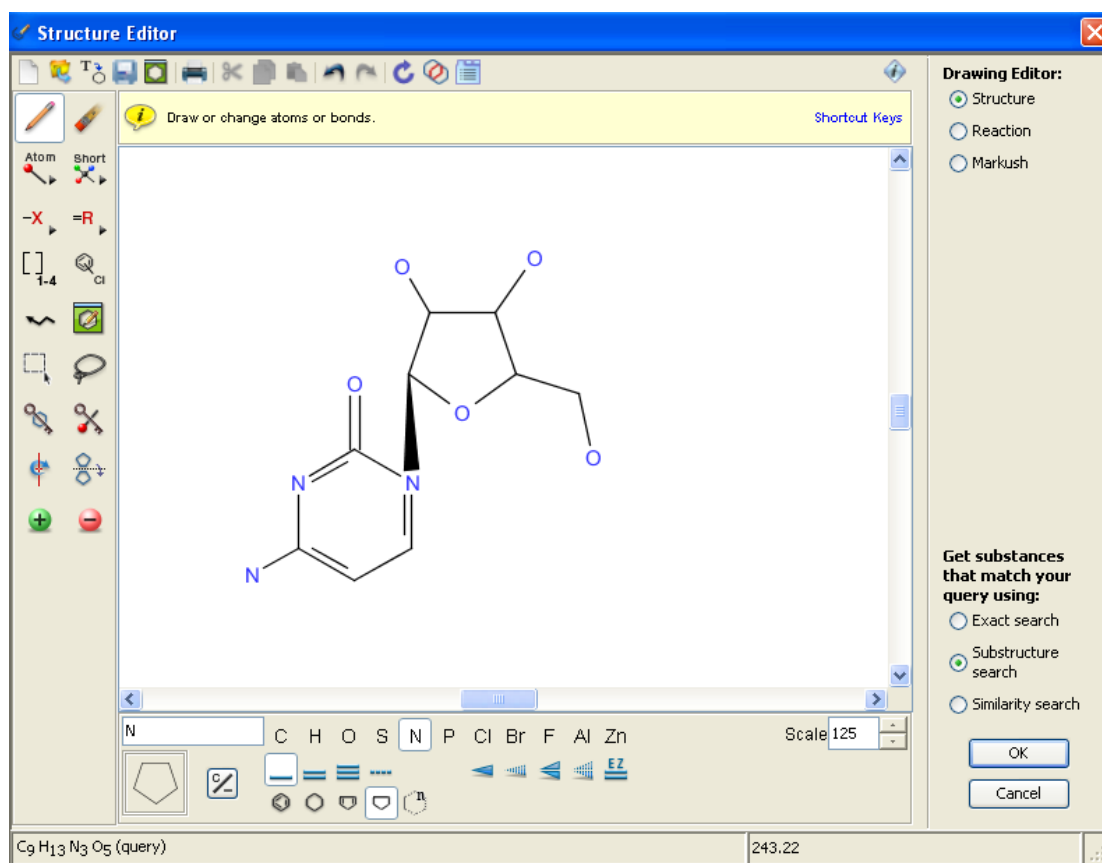 Structure Editor
Draw or change atoms or bonds.
Shortcut Keys
Drawing Editor:
Structure
Reaction
Markush
Atom
Short
-X
=R
[ ]
1-4
Cl
O
O
O
O
O
N
N
N
Get substances
that match your
query using:
Exact search
Substructure
search
Similarity search
N
C H O S N P Cl Br F Al Zn
Scale 125
EZ
n
OK
Cancel
C9 H13 N3 O5 (query)
243.22